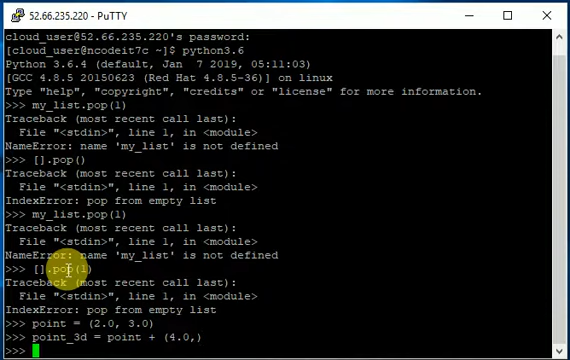 52.66.235.220 - PuTTY
cloud_user@52.66.235.220's password:
[cloud_user@ncodeit7c ~]$ python3.6
Python 3.6.4 (default, Jan  7 2019, 05:11:03)
[GCC 4.8.5 20150623 (Red Hat 4.8.5-36)] on linux
Type "help", "copyright", "credits" or "license" for more information.
>>> my_list.pop(1)
Traceback (most recent call last):
  File "<stdin>", line 1, in <module>
NameError: name 'my_list' is not defined
>>> [].pop()
Traceback (most recent call last):
  File "<stdin>", line 1, in <module>
IndexError: pop from empty list
>>> my_list.pop(1)
Traceback (most recent call last):
  File "<stdin>", line 1, in <module>
NameError: name 'my_list' is not defined
>>> [].pop(1)
Traceback (most recent call last):
  File "<stdin>", line 1, in <module>
IndexError: pop from empty list
>>> point = (2.0, 3.0)
>>> point_3d = point + (4.0,)
>>>